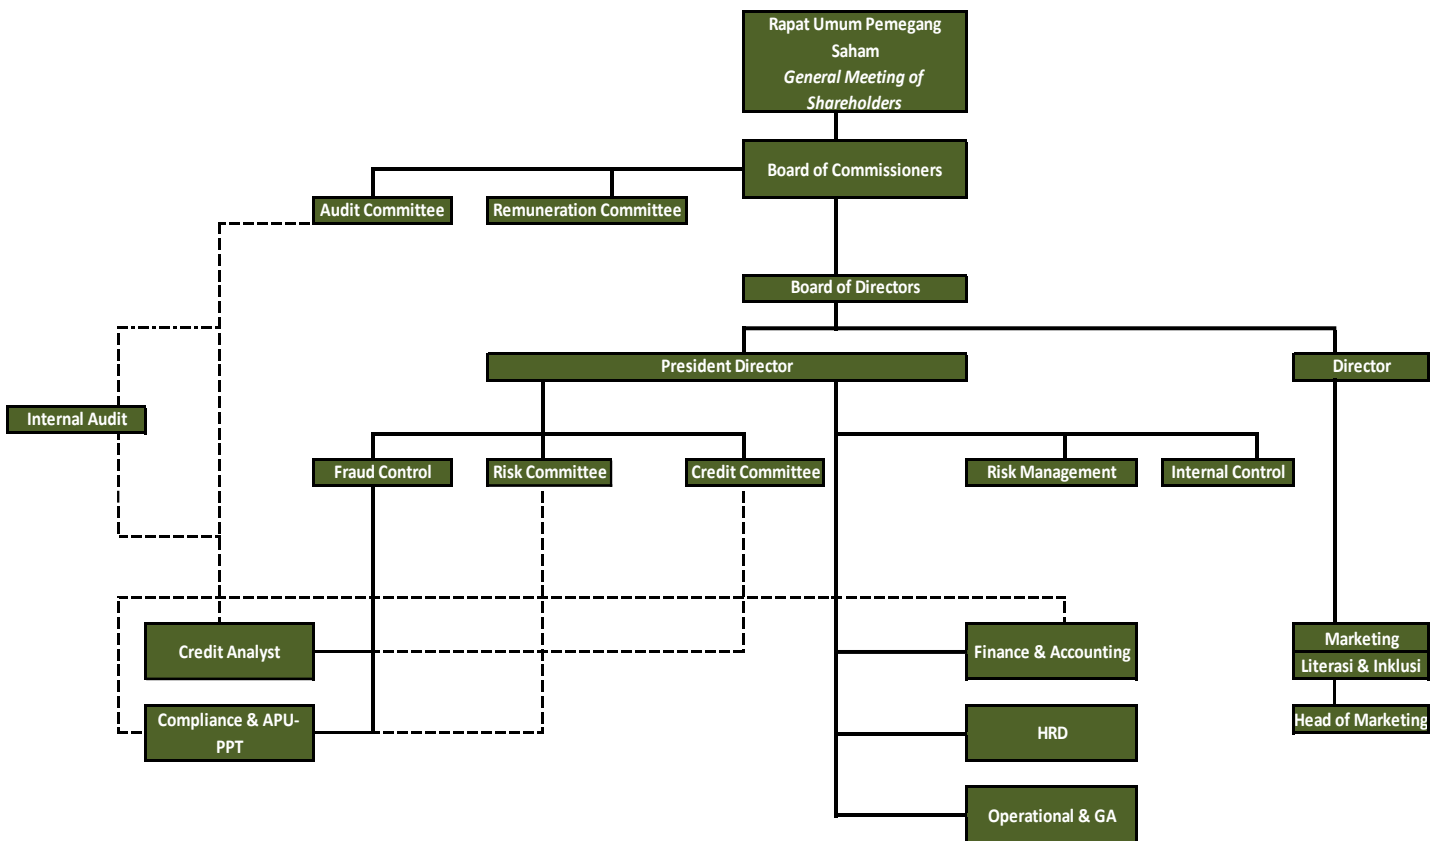 Rapat Umum Pemegang
Saham
General Meeting of
Shareholders
Board of Commissioners
Audit Committee
Remuneration Committee
Board of Directors
President Director
Director
Internal Audit
Fraud Control
Risk Committee
Credit Committee
Risk Management
Internal Control
Credit Analyst
Finance & Accounting
Marketing
Literasi & Inklusi
Compliance & APU-
PPT
HRD
Head of Marketing
Operational & GA